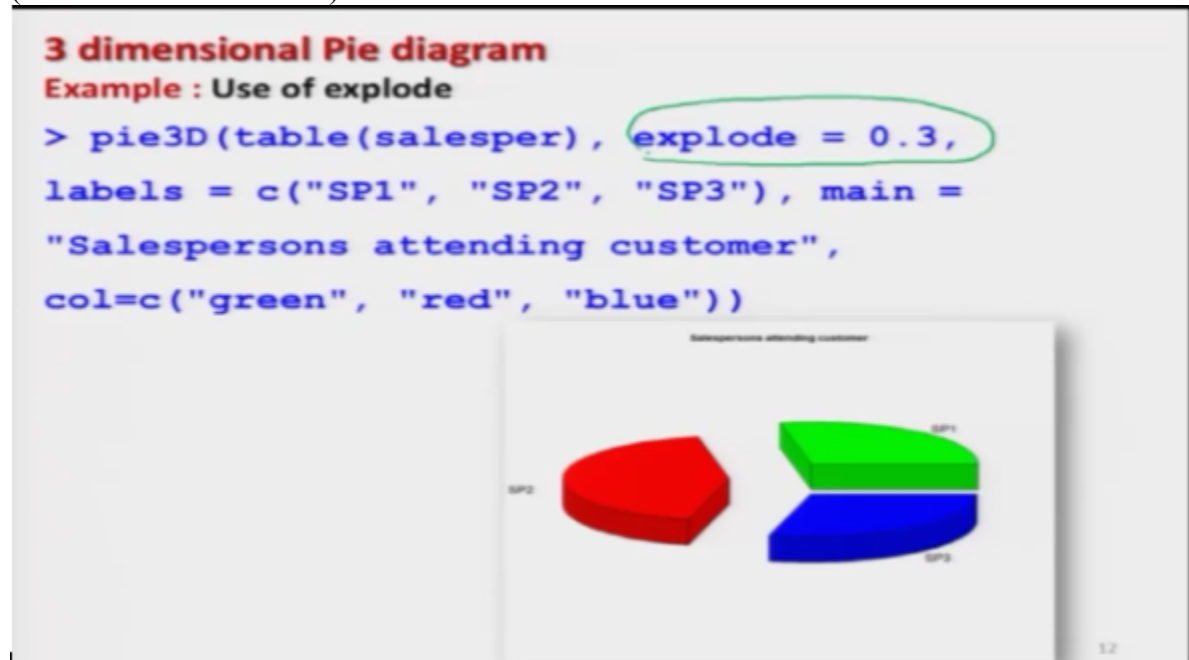 3 dimensional Pie diagram
Example : Use of explode
> pie3D(table(salesper), explode = 0.3,
labels = c("SP1", "SP2", "SP3"), main =
"Salespersons attending customer",
col=c("green", "red", "blue"))
Salespersons attending customer
SP1
SP2
SP3
12